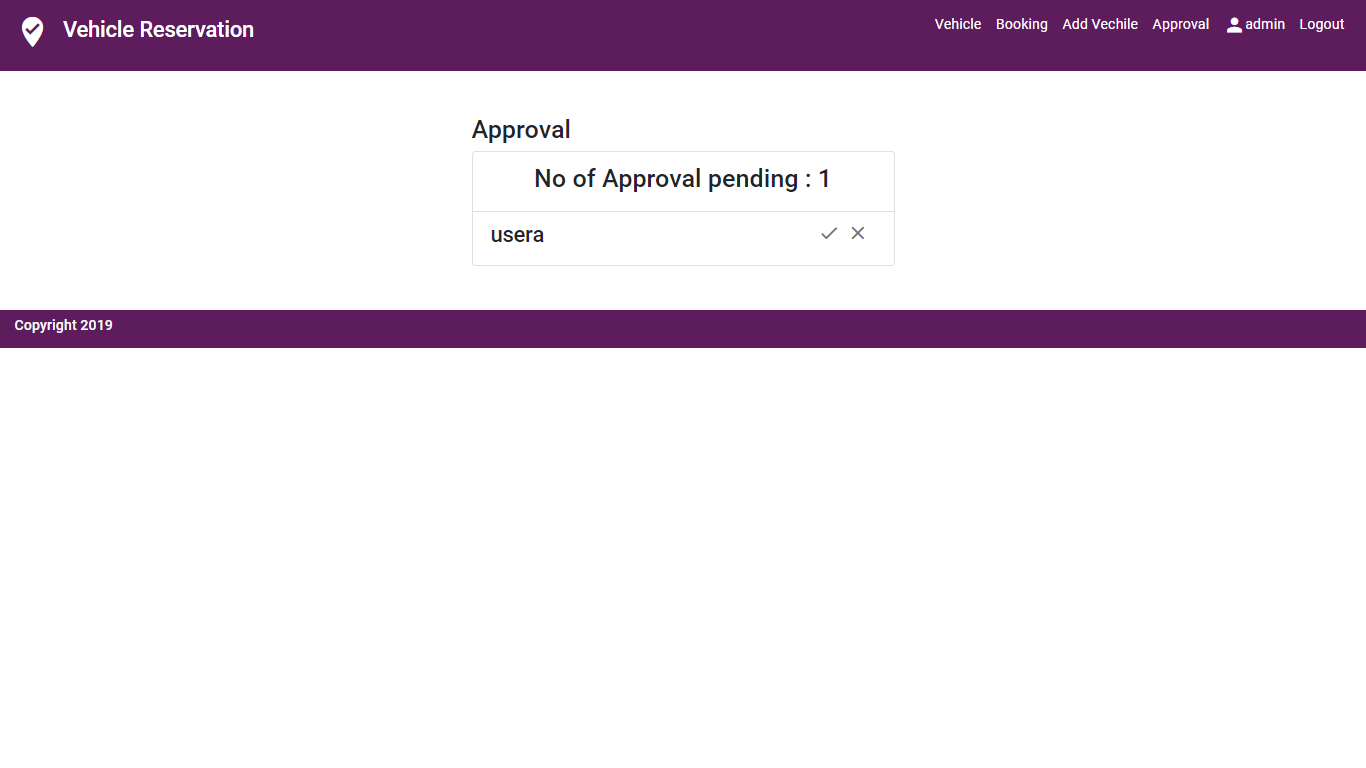 Vehicle Reservation
Vehicle Booking Add Vechile Approval admin Logout
Approval
No of Approval pending : 1
usera
Copyright 2019